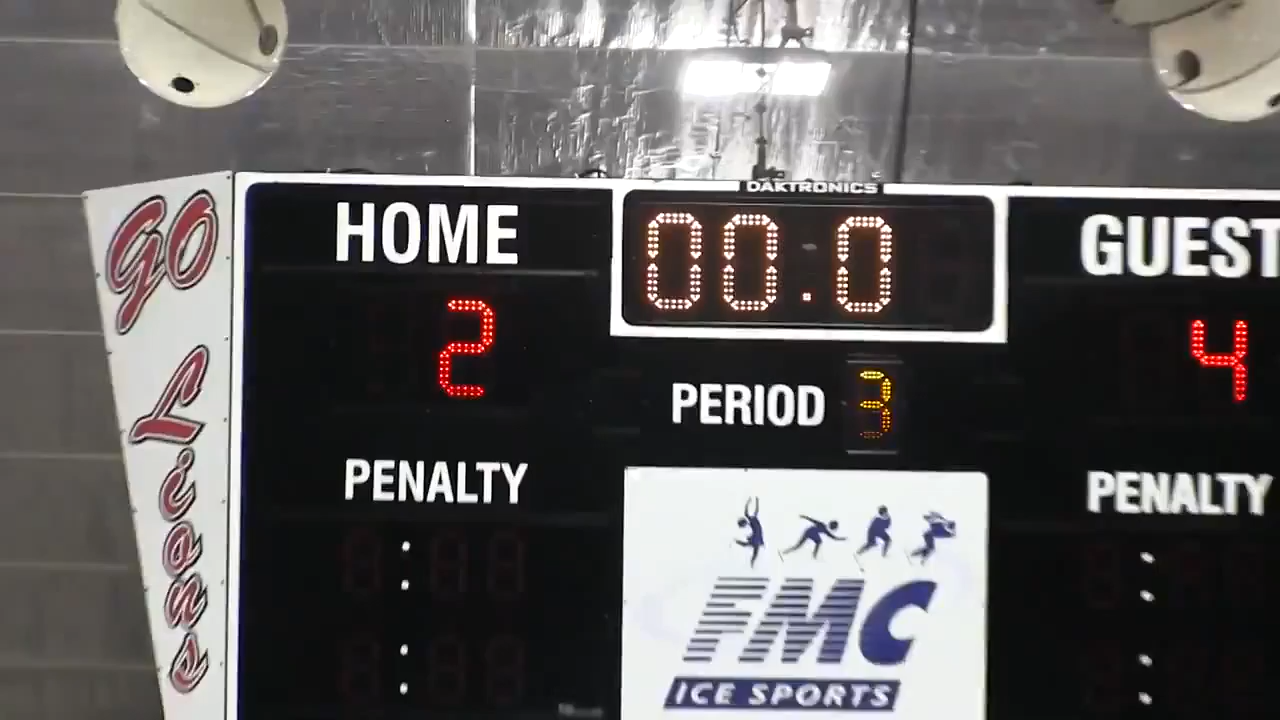 GO
Lions
DAKTRONICS
HOME
00.0
GUEST
2
4
PERIOD 3
PENALTY
PENALTY
:
:
:
:
FMC
ICE SPORTS